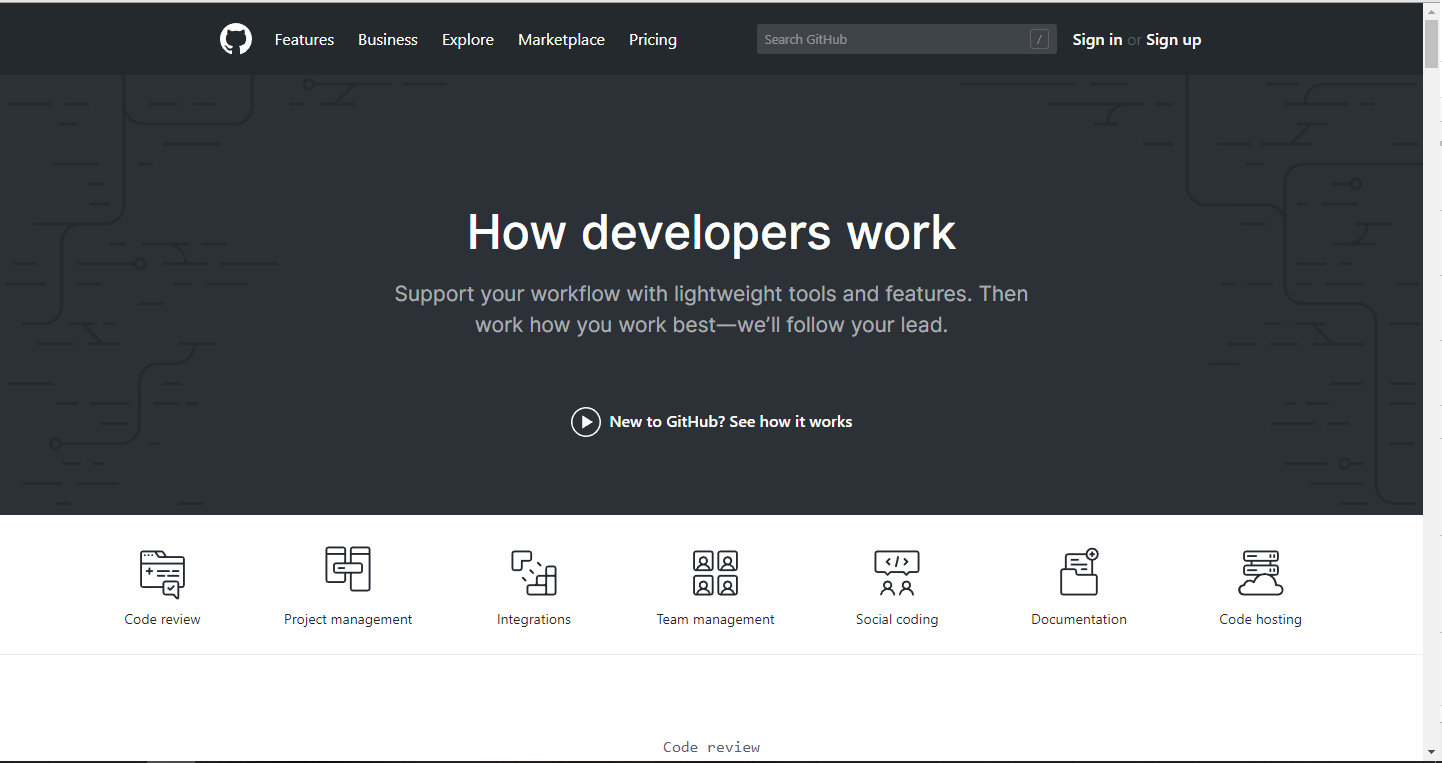 Features Business Explore Marketplace Pricing Search GitHub / Sign in or Sign up
How developers work
Support your workflow with lightweight tools and features. Then
work how you work best—we’ll follow your lead.
New to GitHub? See how it works
Code review Project management Integrations Team management Social coding Documentation Code hosting
Code review